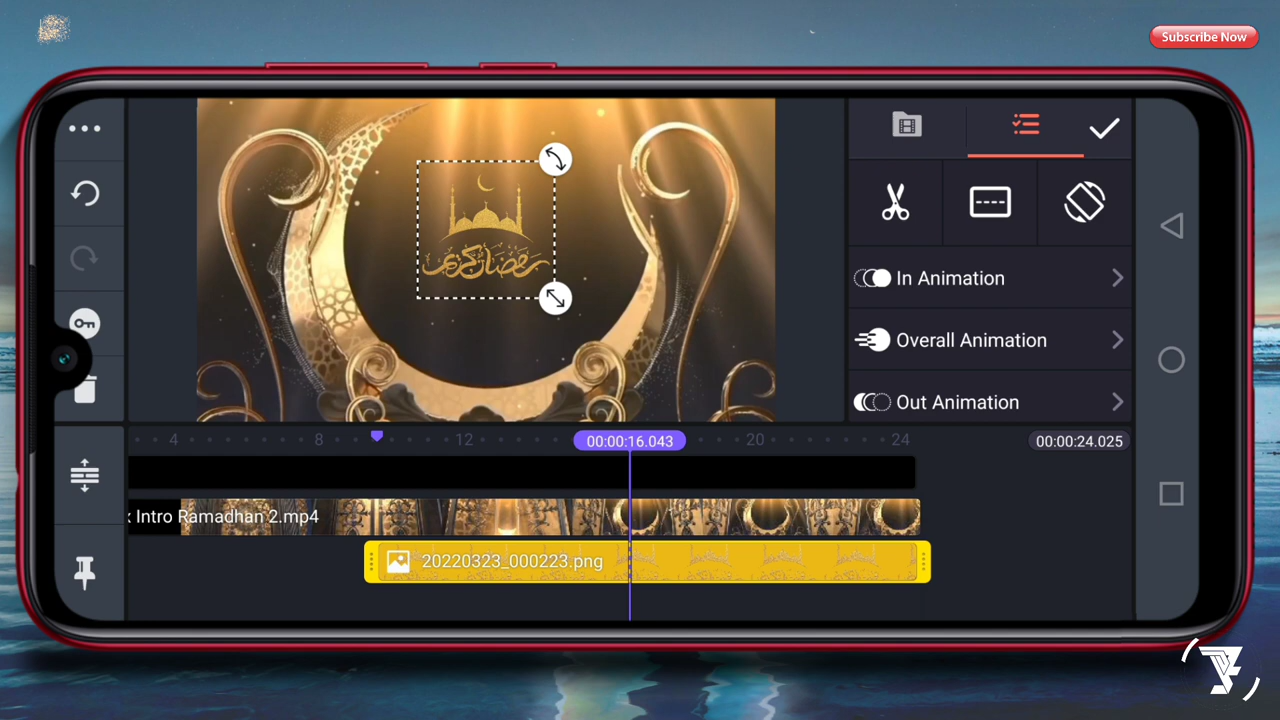 Subscribe Now
رمضان كريم
In Animation
Overall Animation
Out Animation
4
8
12
00:00:16.043
20
24
00:00:24.025
Intro Ramadhan 2.mp4
20220323_000223.png